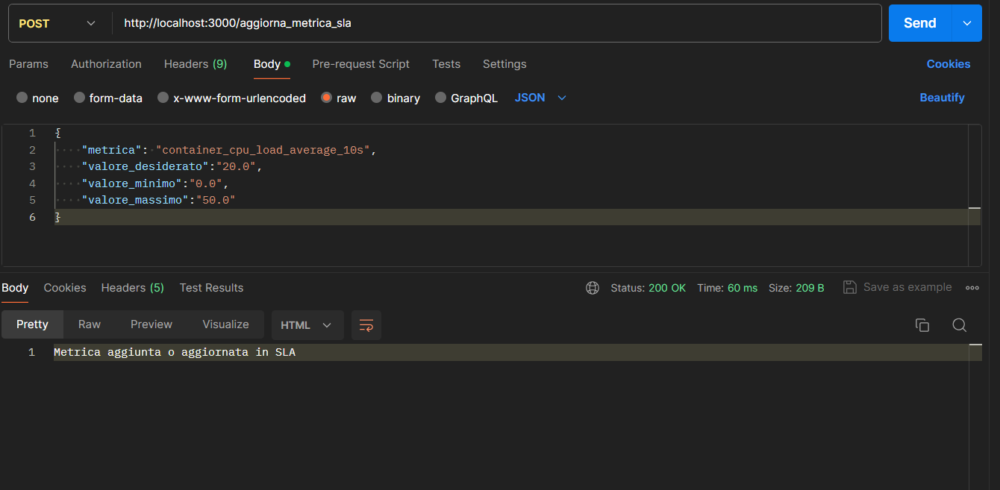 POST http://localhost:3000/aggiorna_metrica_sla Send
Params Authorization Headers (9) Body Pre-request Script Tests Settings Cookies
none form-data x-www-form-urlencoded raw binary GraphQL JSON Beautify
1 {
2 "metrica": "container_cpu_load_average_10s",
3 "valore_desiderato":"20.0",
4 "valore_minimo":"0.0",
5 "valore_massimo":"50.0"
6 }
Body Cookies Headers (5) Test Results Status: 200 OK Time: 60 ms Size: 209 B Save as example
Pretty Raw Preview Visualize HTML
1 Metrica aggiunta o aggiornata in SLA